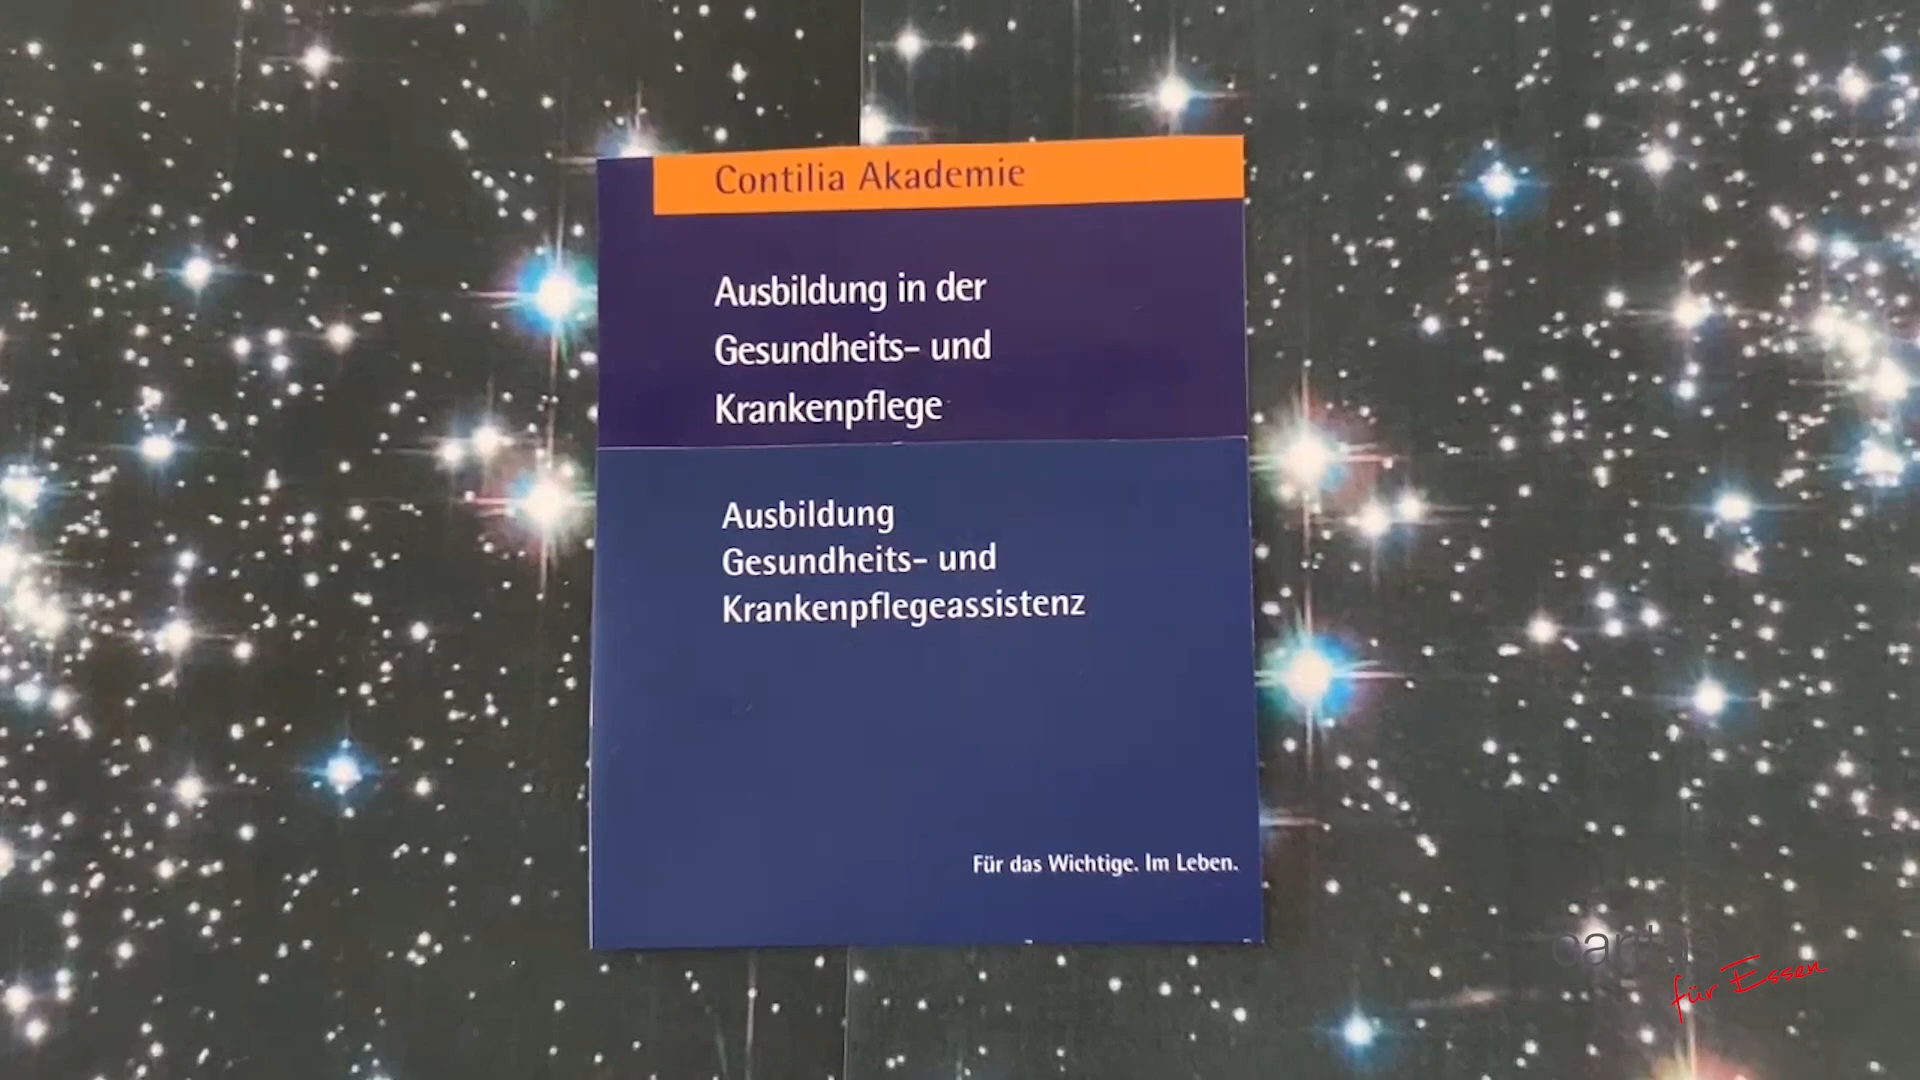 Contilia Akademie
Ausbildung in der
Gesundheits- und
Krankenpflege
Ausbildung
Gesundheits- und
Krankenpflegeassistenz
Für das Wichtige. Im Leben.
für Essen